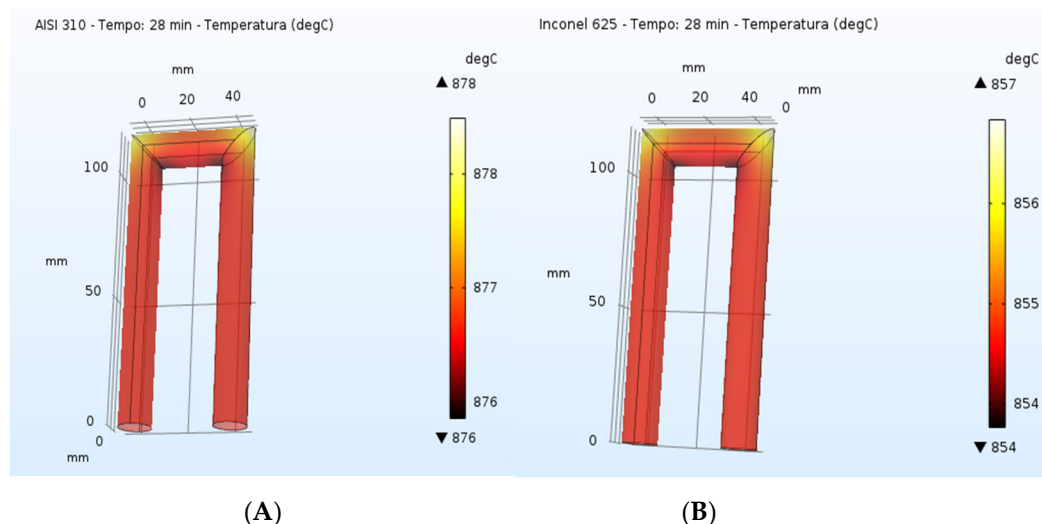 AISI 310 - Tempo: 28 min - Temperatura (degC)
degC
▲ 878
mm
0 20 40
878
100
877
mm
50
876
0
0
▼ 876
mm
(A)
Inconel 625 - Tempo: 28 min - Temperatura (degC)
degC
▲ 857
mm
0 20 40
mm
0
100
856
mm
50
855
854
0
▼ 854
(B)